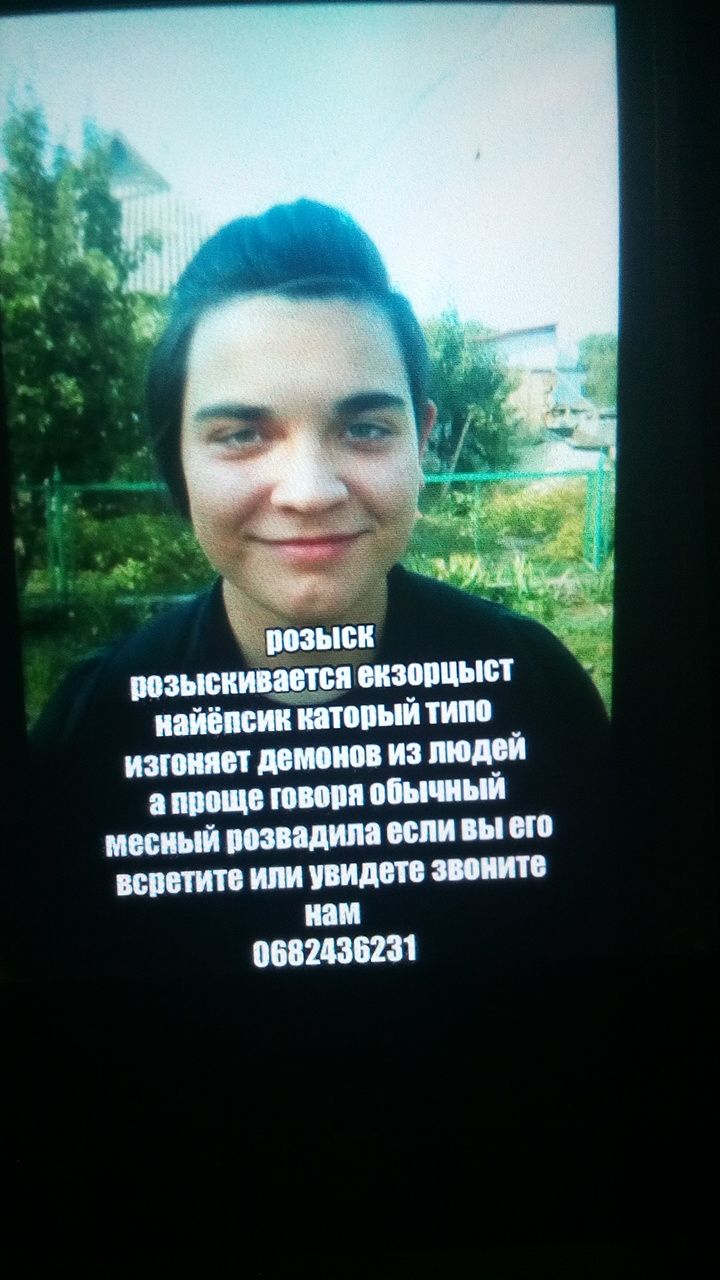 розыск
розыскивается екзорцыст
найёпсик каторый типо
изгоняет демонов из людей
а проще говоря обычный
месный розвадила если вы его
всретите или увидете звоните
нам
0682436231